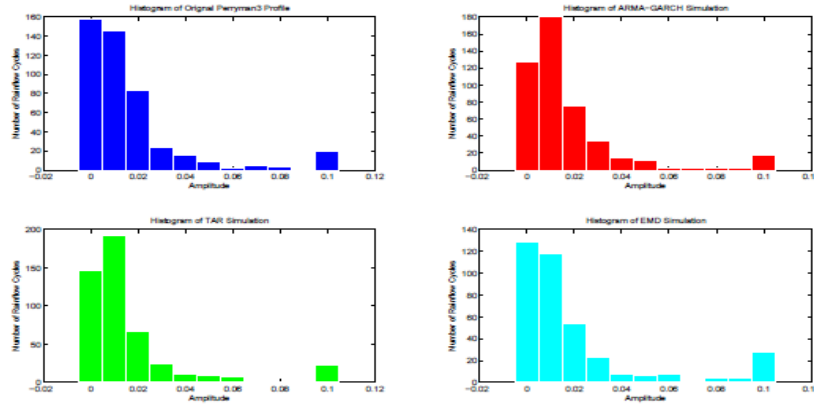 Histogram of Orignal Perryman3 Profile
Number of Rainflow Cycles
160
140
120
100
80
60
40
20
0
−0.02 0 0.02 0.04 0.06 0.08 0.1 0.12
Amplitude
Histogram of ARMA−GARCH Simulation
Number of Rainflow Cycles
180
160
140
120
100
80
60
40
20
0
−0.02 0 0.02 0.04 0.06 0.08 0.1 0.12
Amplitude
Histogram of TAR Simulation
Number of Rainflow Cycles
200
150
100
50
0
−0.02 0 0.02 0.04 0.06 0.08 0.1 0.12
Amplitude
Histogram of EMD Simulation
Number of Rainflow Cycles
140
120
100
80
60
40
20
0
−0.02 0 0.02 0.04 0.06 0.08 0.1 0.12
Amplitude